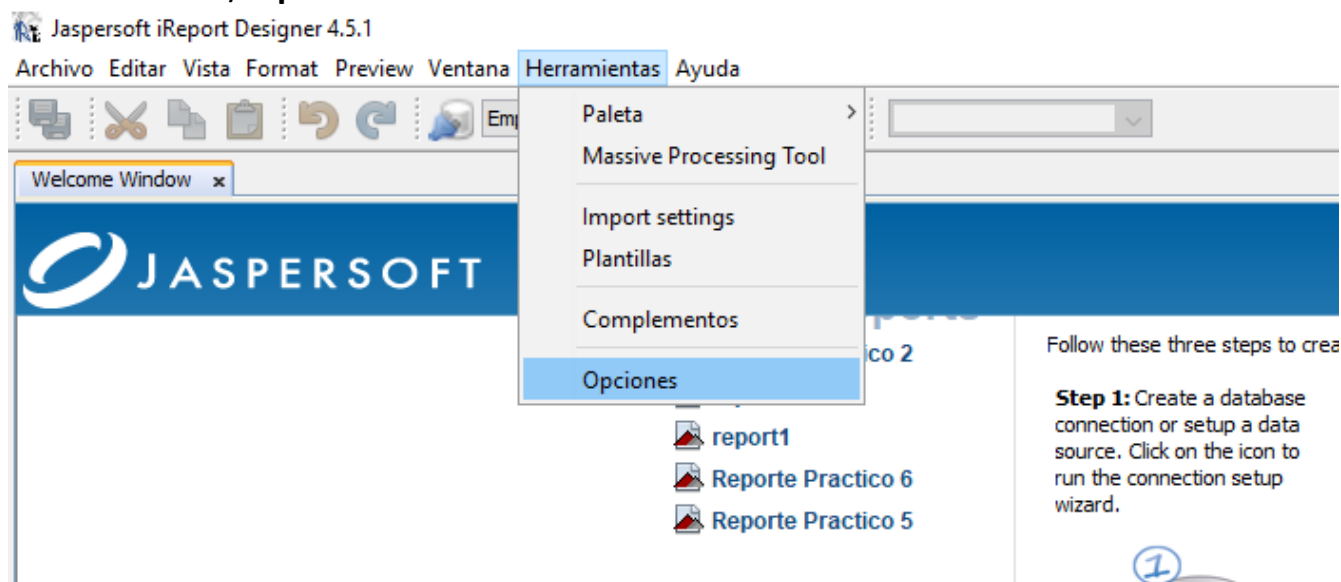 Jaspersoft iReport Designer 4.5.1
Archivo Editar Vista Format Preview Ventana Herramientas Ayuda
Paleta
Massive Processing Tool
Import settings
Plantillas
Complementos
Opciones
Welcome Window x
JASPERSOFT
ico 2
report1
Reporte Practico 6
Reporte Practico 5
Follow these three steps to crea
Step 1: Create a database
connection or setup a data
source. Click on the icon to
run the connection setup
wizard.
1